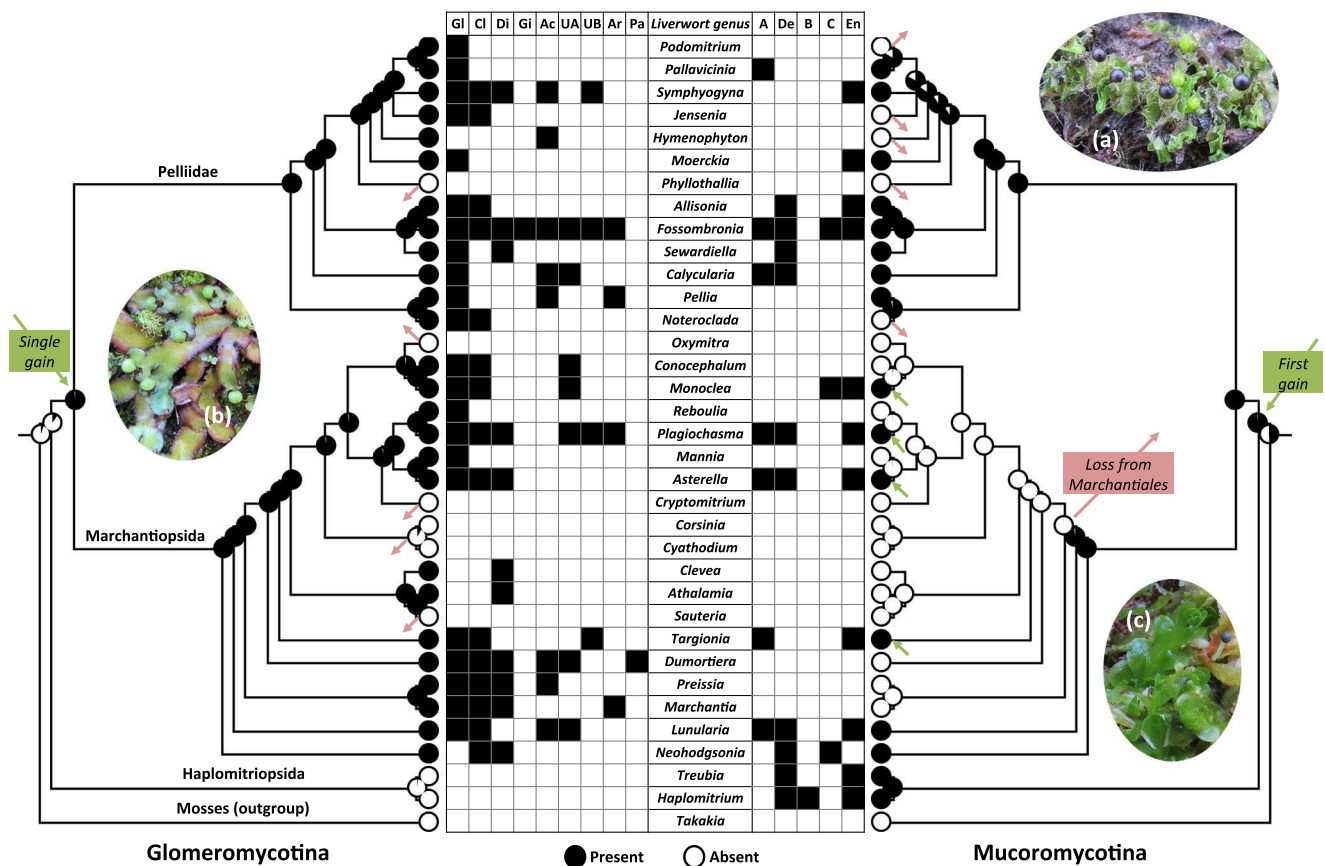 Gl Cl Di Gi Ac UA UB Ar Pa Liverwort genus A De B C En
Podomitrium
Pallavicinia
Symphyogyna
Jensenia
Hymenophyton
Moerckia
Phyllothallia
Allisonia
Fossombronia
Sewardiella
Calycularia
Pellia
Noteroclada
Oxymitra
Conocephalum
Monoclea
Reboulia
Plagiochasma
Mannia
Asterella
Cryptomitrium
Corsinia
Cyathodium
Clevea
Athalamia
Sauteria
Targionia
Dumortiera
Preissia
Marchantia
Lunularia
Neohodgsonia
Treubia
Haplomitrium
Takakia
Pelliidae
Single
gain
(b)
Marchantiopsida
Haplomitriopsida
Mosses (outgroup)
(a)
First
gain
Loss from
Marchantiales
(c)
Glomeromycotina
Present
Absent
Mucoromycotina